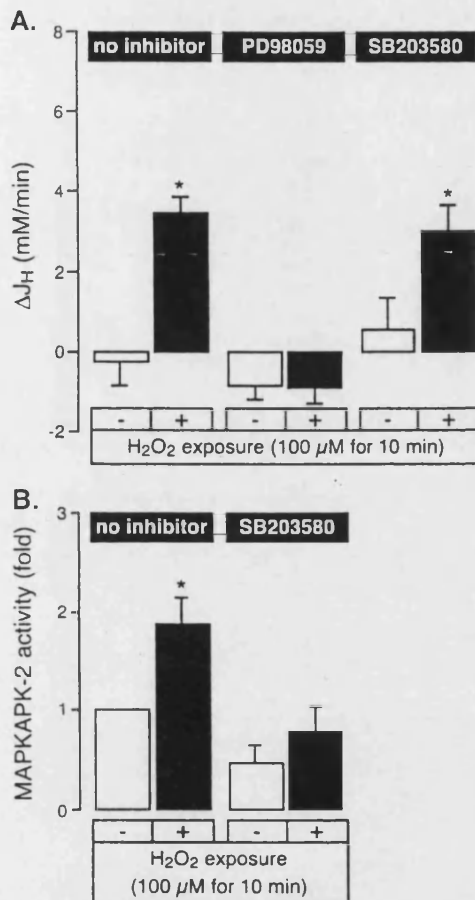 A.
no inhibitor PD98059 SB203580
8
6
4
2
0
-2
ΔJH (mM/min)
* *
- + - + - +
H2O2 exposure (100 µM for 10 min)
B.
no inhibitor SB203580
3
2
1
0
MAPKAPK-2 activity (fold)
*
- + - +
H2O2 exposure
(100 µM for 10 min)